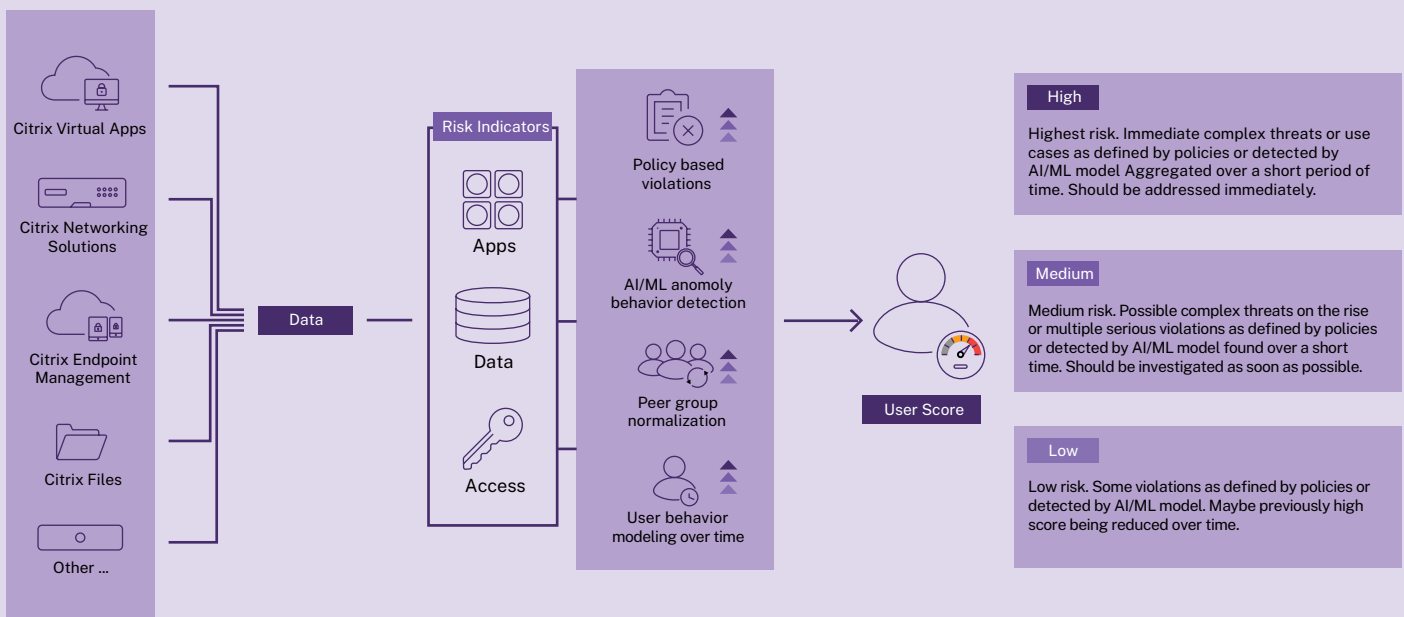 Citrix Virtual Apps
Citrix Networking
Solutions
Citrix Endpoint
Management
Citrix Files
Other ...
Data
Risk Indicators
Apps
Data
Access
Policy based
violations
AI/ML anomoly
behavior detection
Peer group
normalization
User behavior
modeling over time
User Score
High
Highest risk. Immediate complex threats or use
cases as defined by policies or detected by
AI/ML model Aggregated over a short period of
time. Should be addressed immediately.
Medium
Medium risk. Possible complex threats on the rise
or multiple serious violations as defined by policies
or detected by AI/ML model found over a short
time. Should be investigated as soon as possible.
Low
Low risk. Some violations as defined by policies or
detected by AI/ML model. Maybe previously high
score being reduced over time.